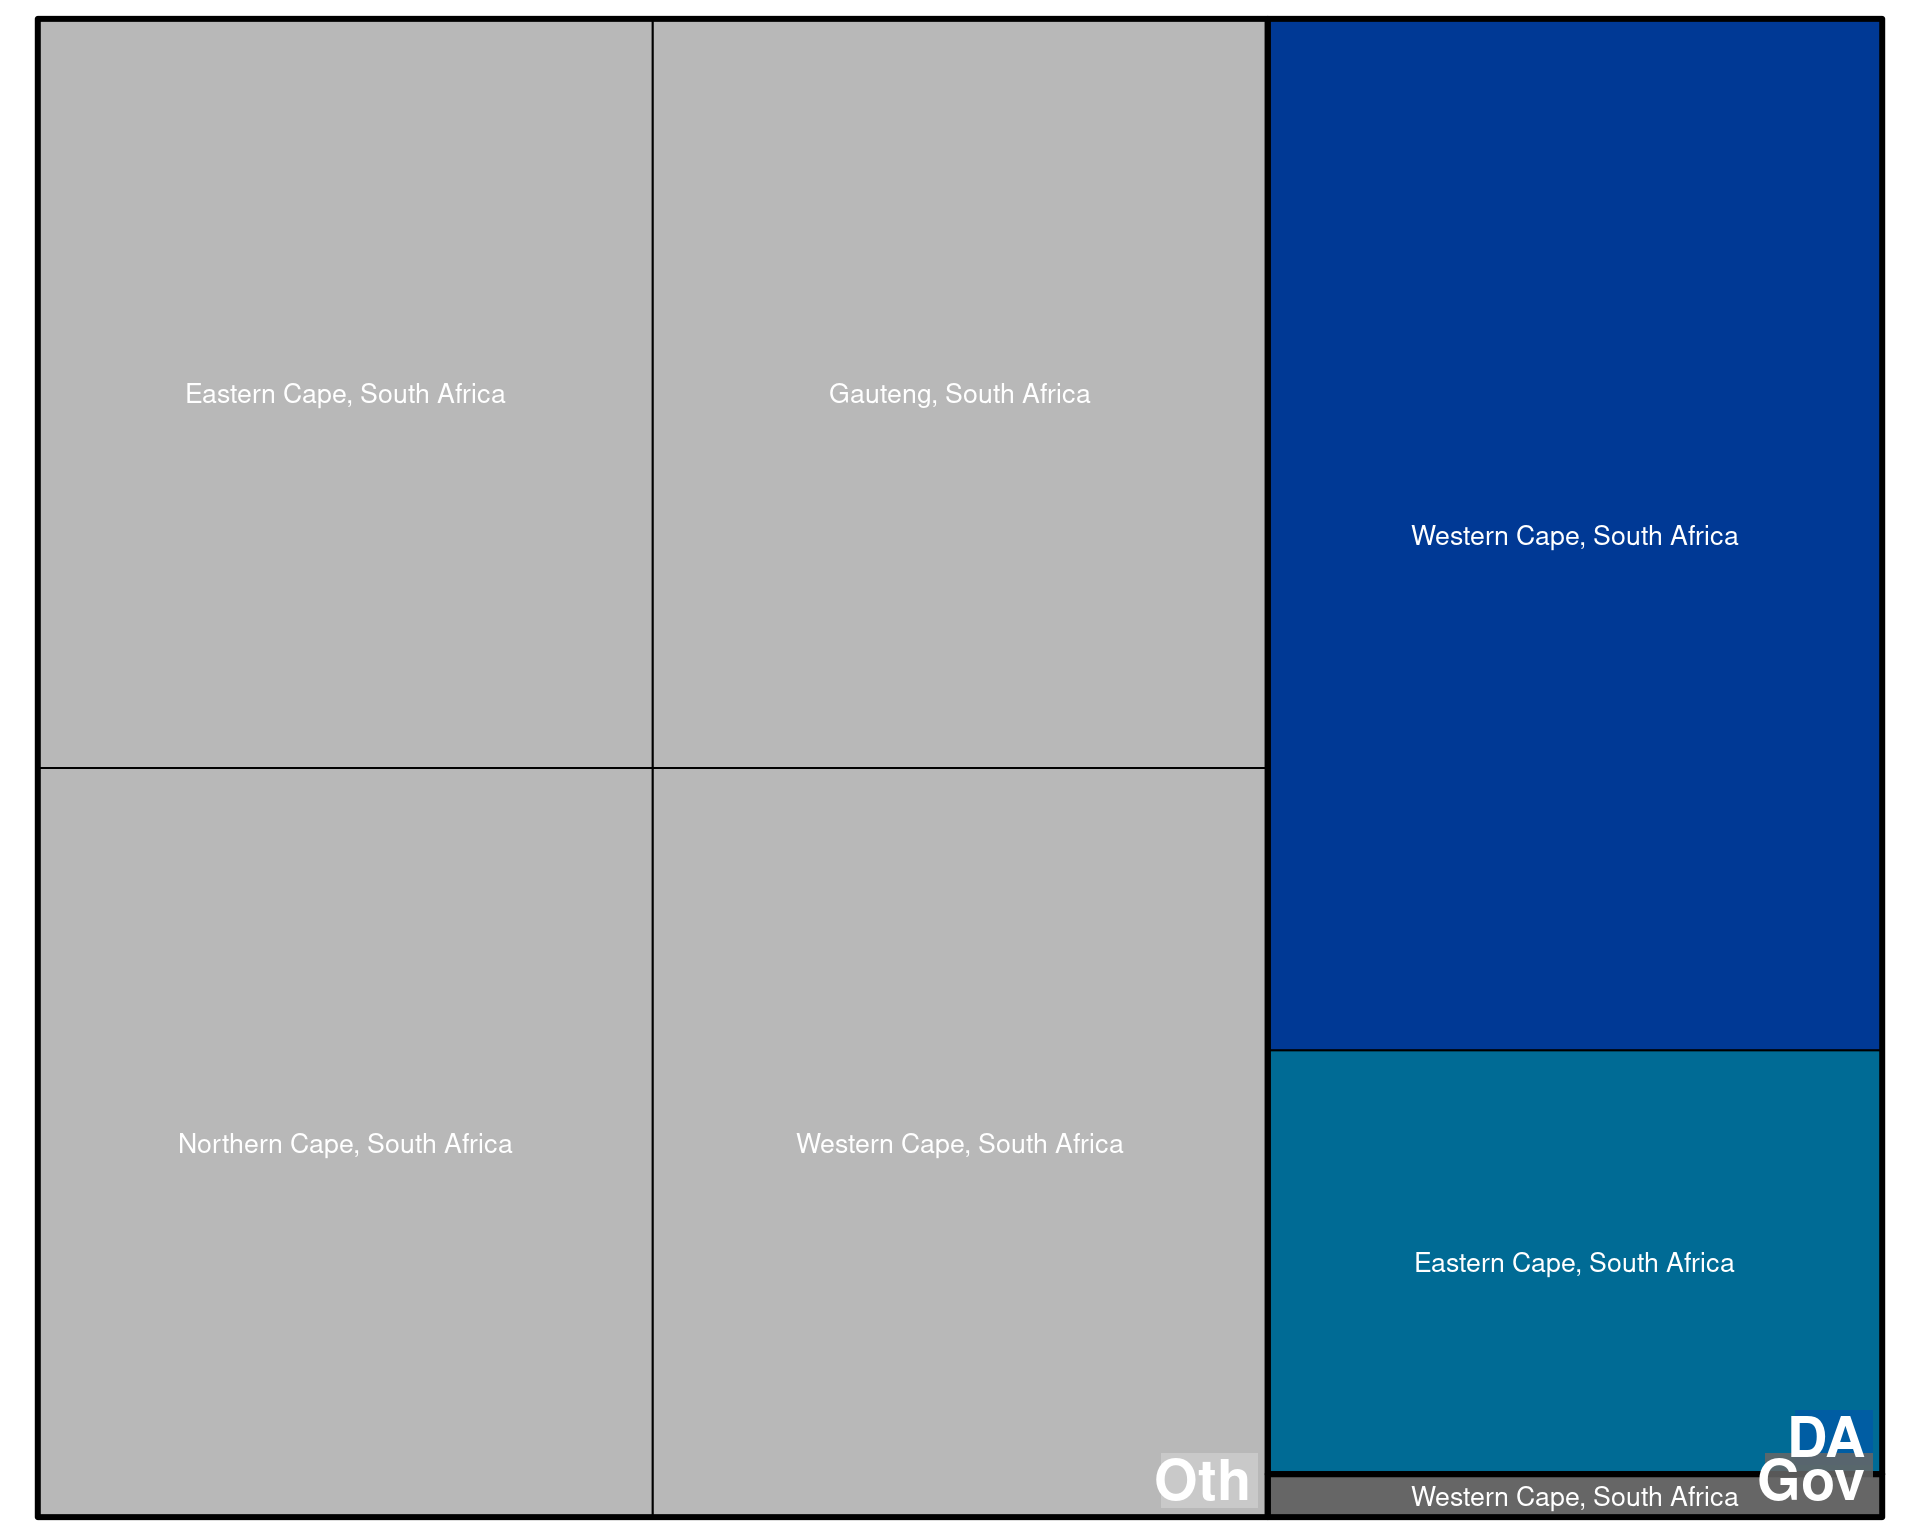 Eastern Cape, South Africa
Gauteng, South Africa
Western Cape, South Africa
Northern Cape, South Africa
Western Cape, South Africa
Eastern Cape, South Africa
DA
Oth
Western Cape, South Africa
Gov